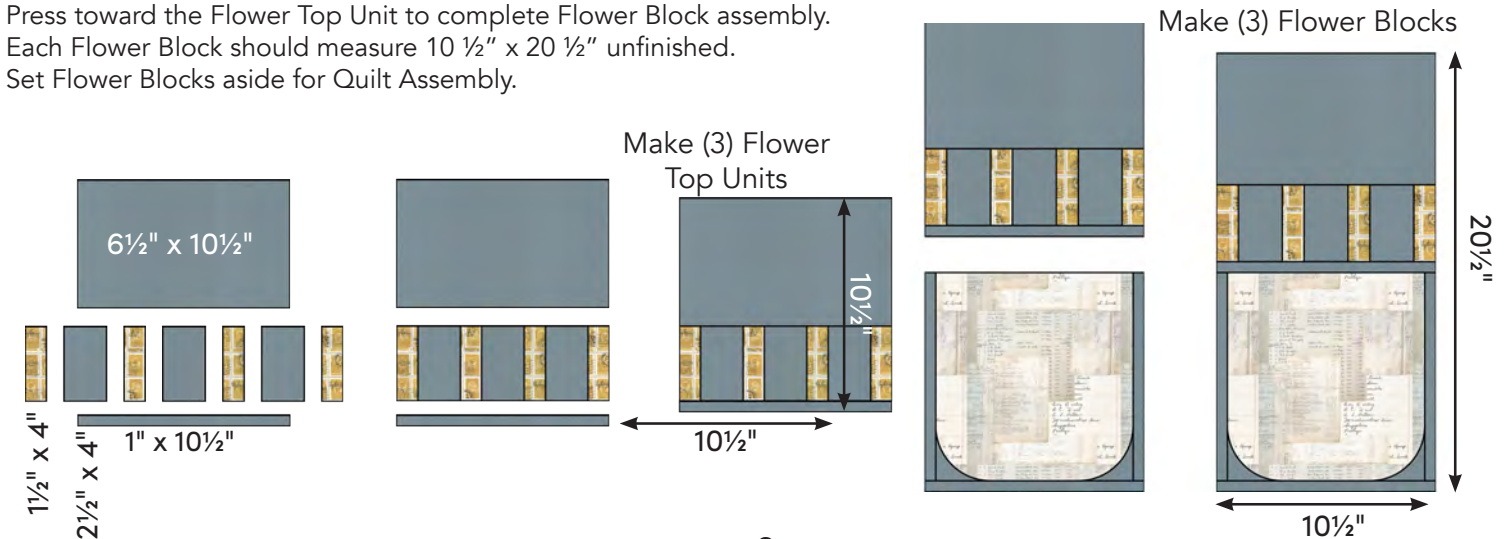 Press toward the Flower Top Unit to complete Flower Block assembly.
Each Flower Block should measure 10 ½” x 20 ½” unfinished.
Set Flower Blocks aside for Quilt Assembly.
Make (3) Flower
Top Units
Make (3) Flower Blocks
6½" x 10½"
10½"
20½"
1½" x 4"
2½" x 4"
1" x 10½"
10½"
10½"